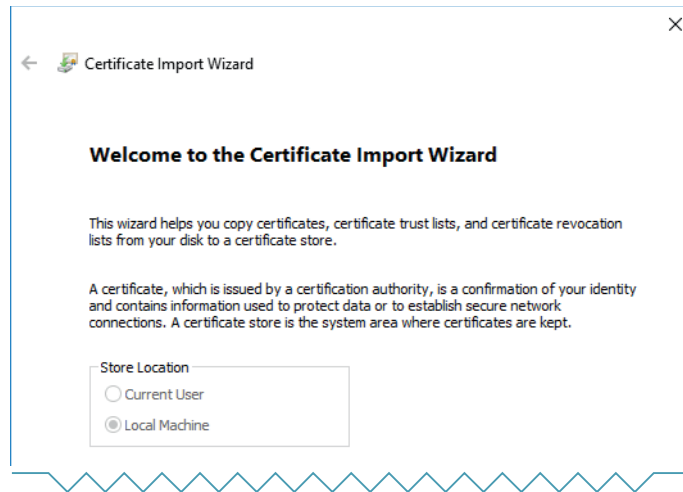 Certificate Import Wizard
Welcome to the Certificate Import Wizard
This wizard helps you copy certificates, certificate trust lists, and certificate revocation
lists from your disk to a certificate store.
A certificate, which is issued by a certification authority, is a confirmation of your identity
and contains information used to protect data or to establish secure network
connections. A certificate store is the system area where certificates are kept.
Store Location
Current User
Local Machine